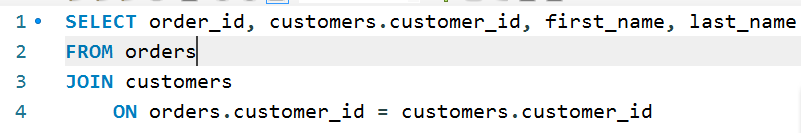 1 SELECT order_id, customers.customer_id, first_name, last_name
2 FROM orders
3 JOIN customers
4 ON orders.customer_id = customers.customer_id